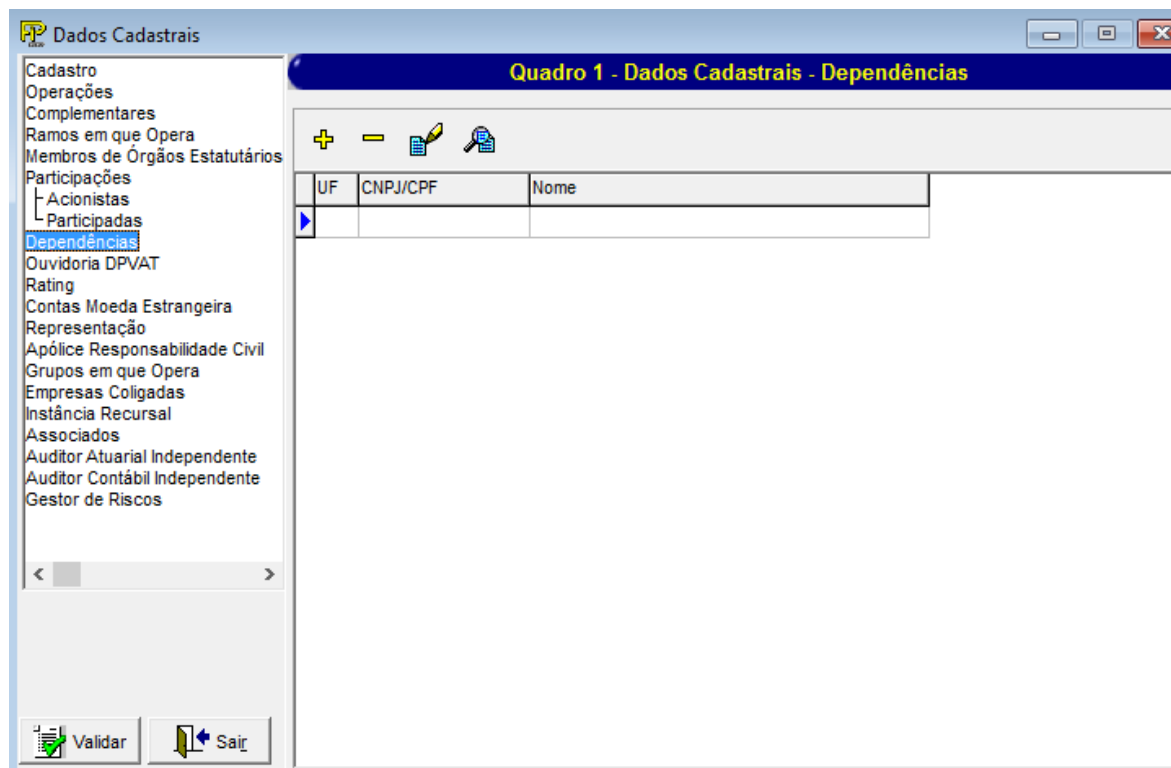 Dados Cadastrais
Cadastro
Operações
Complementares
Ramos em que Opera
Membros de Órgãos Estatutários
Participações
Acionistas
Participadas
Dependências
Ouvidoria DPVAT
Rating
Contas Moeda Estrangeira
Representação
Apólice Responsabilidade Civil
Grupos em que Opera
Empresas Coligadas
Instância Recursal
Associados
Auditor Atuarial Independente
Auditor Contábil Independente
Gestor de Riscos
Validar
Sair
Quadro 1 - Dados Cadastrais - Dependências
UF CNPJ/CPF Nome